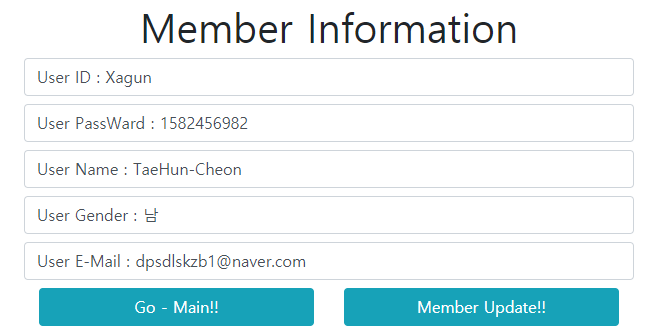 Member Information
User ID : Xagun
User PassWard : 1582456982
User Name : TaeHun-Cheon
User Gender : 남
User E-Mail : dpsdlskzb1@naver.com
Go - Main!! Member Update!!